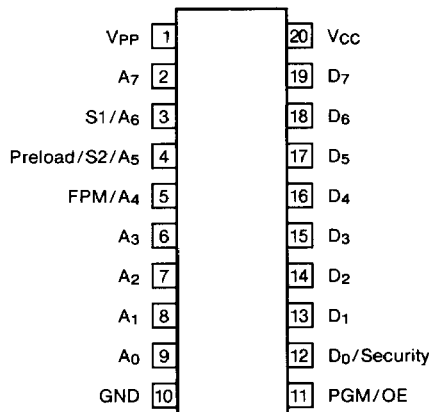 VPP 1 20 VCC
A7 2 19 D7
S1/A6 3 18 D6
Preload/S2/A5 4 17 D5
FPM/A4 5 16 D4
A3 6 15 D3
A2 7 14 D2
A1 8 13 D1
A0 9 12 D0/Security
GND 10 11 PGM/OE